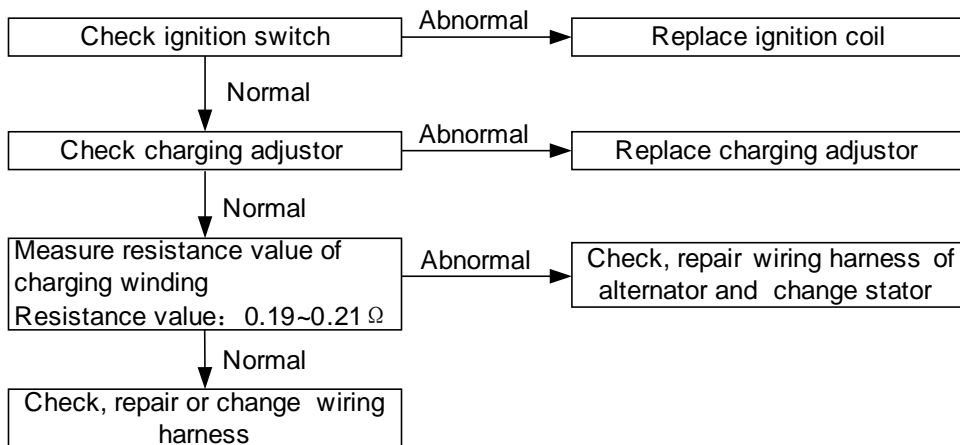 Check ignition switch
Abnormal
Replace ignition coil
Normal
Check charging adjustor
Abnormal
Replace charging adjustor
Normal
Measure resistance value of
charging winding
Resistance value：0.19~0.21Ω
Abnormal
Check, repair wiring harness of
alternator and change stator
Normal
Check, repair or change wiring
harness